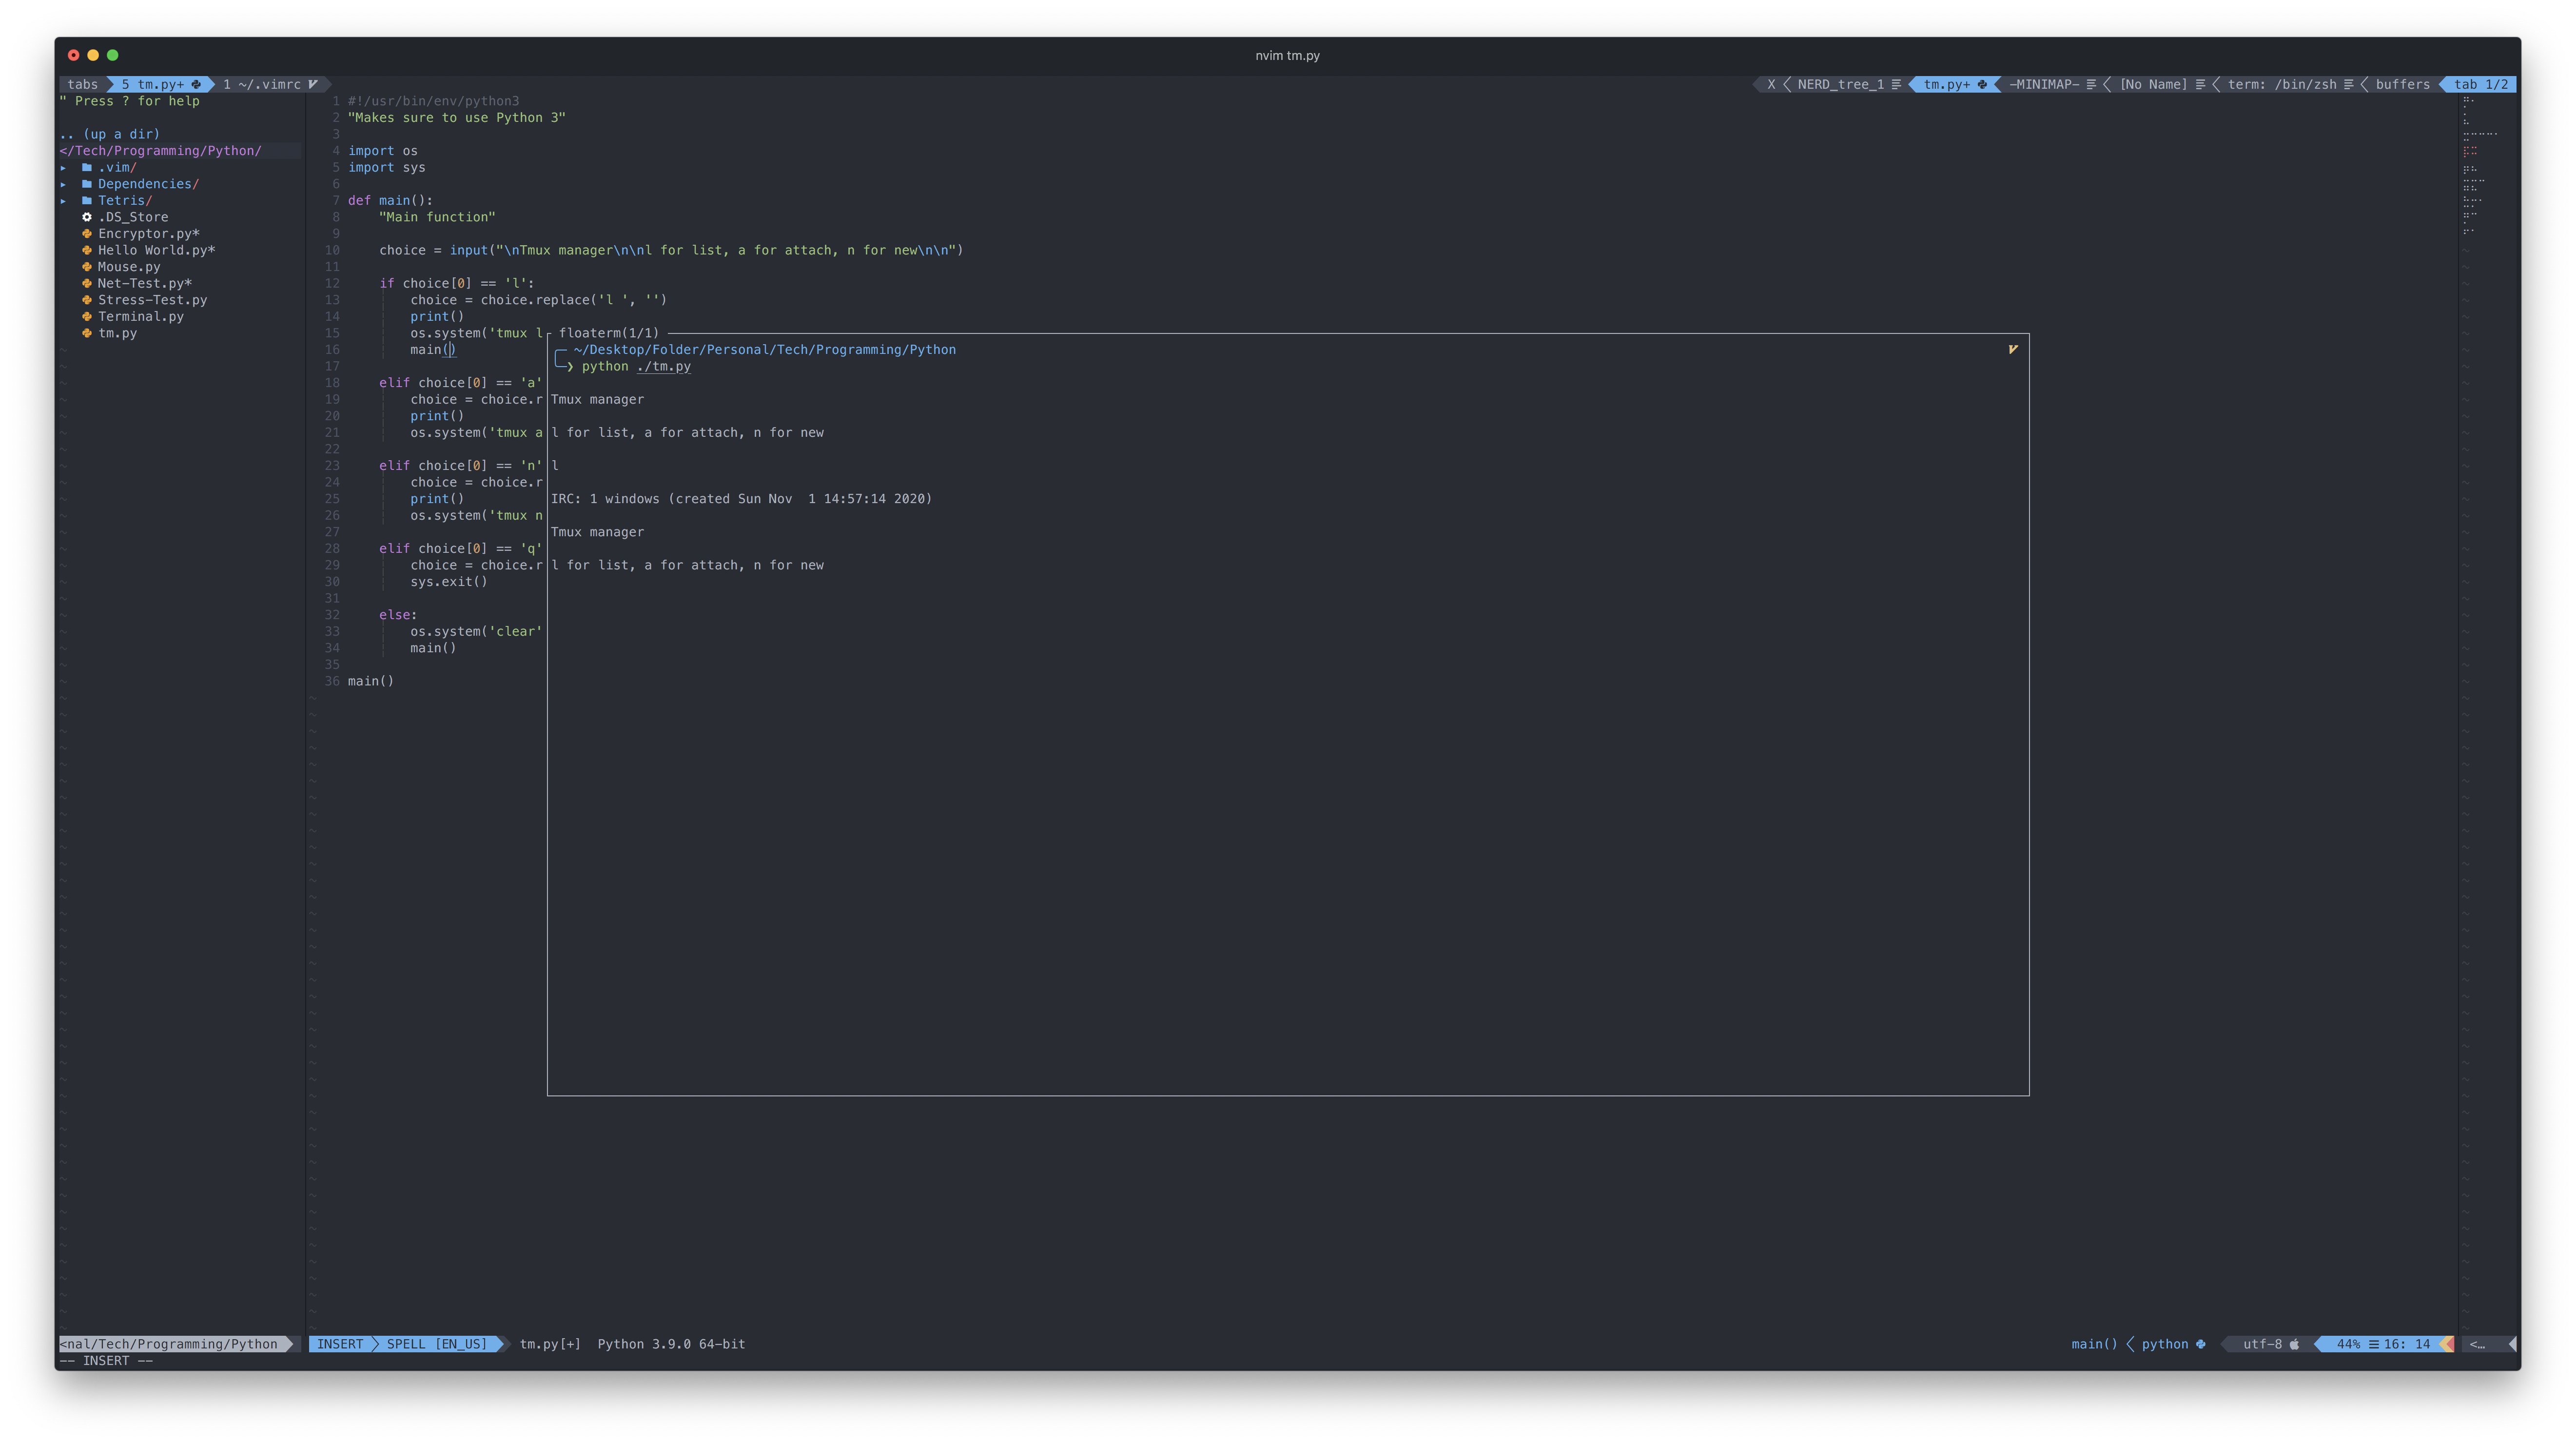 nvim tm.py
tabs 5 tm.py+ 1 ~/.vimrc X NERD_tree_1 tm.py+ -MINIMAP- [No Name] term: /bin/zsh buffers tab 1/2
" Press ? for help
.. (up a dir)
</Tech/Programming/Python/
▸ .vim/
▸ Dependencies/
▸ Tetris/
.DS_Store
Encryptor.py*
Hello World.py*
Mouse.py
Net-Test.py*
Stress-Test.py
Terminal.py
tm.py
1 #!/usr/bin/env/python3
2 "Makes sure to use Python 3"
3
4 import os
5 import sys
6
7 def main():
8     "Main function"
9
10     choice = input("\nTmux manager\n\nl for list, a for attach, n for new\n\n")
11
12     if choice[0] == 'l':
13         choice = choice.replace('l ', '')
14         print()
15         os.system('tmux l
16         main()
17
18     elif choice[0] == 'a'
19         choice = choice.r
20         print()
21         os.system('tmux a
22
23     elif choice[0] == 'n'
24         choice = choice.r
25         print()
26         os.system('tmux n
27
28     elif choice[0] == 'q'
29         choice = choice.r
30         sys.exit()
31
32     else:
33         os.system('clear'
34         main()
35
36 main()
floaterm(1/1)
~/Desktop/Folder/Personal/Tech/Programming/Python
❯ python ./tm.py
Tmux manager
l for list, a for attach, n for new
l
IRC: 1 windows (created Sun Nov  1 14:57:14 2020)
Tmux manager
l for list, a for attach, n for new
<nal/Tech/Programming/Python INSERT SPELL [EN_US] tm.py[+] Python 3.9.0 64-bit main() python utf-8 44% 16: 14 <…
-- INSERT --